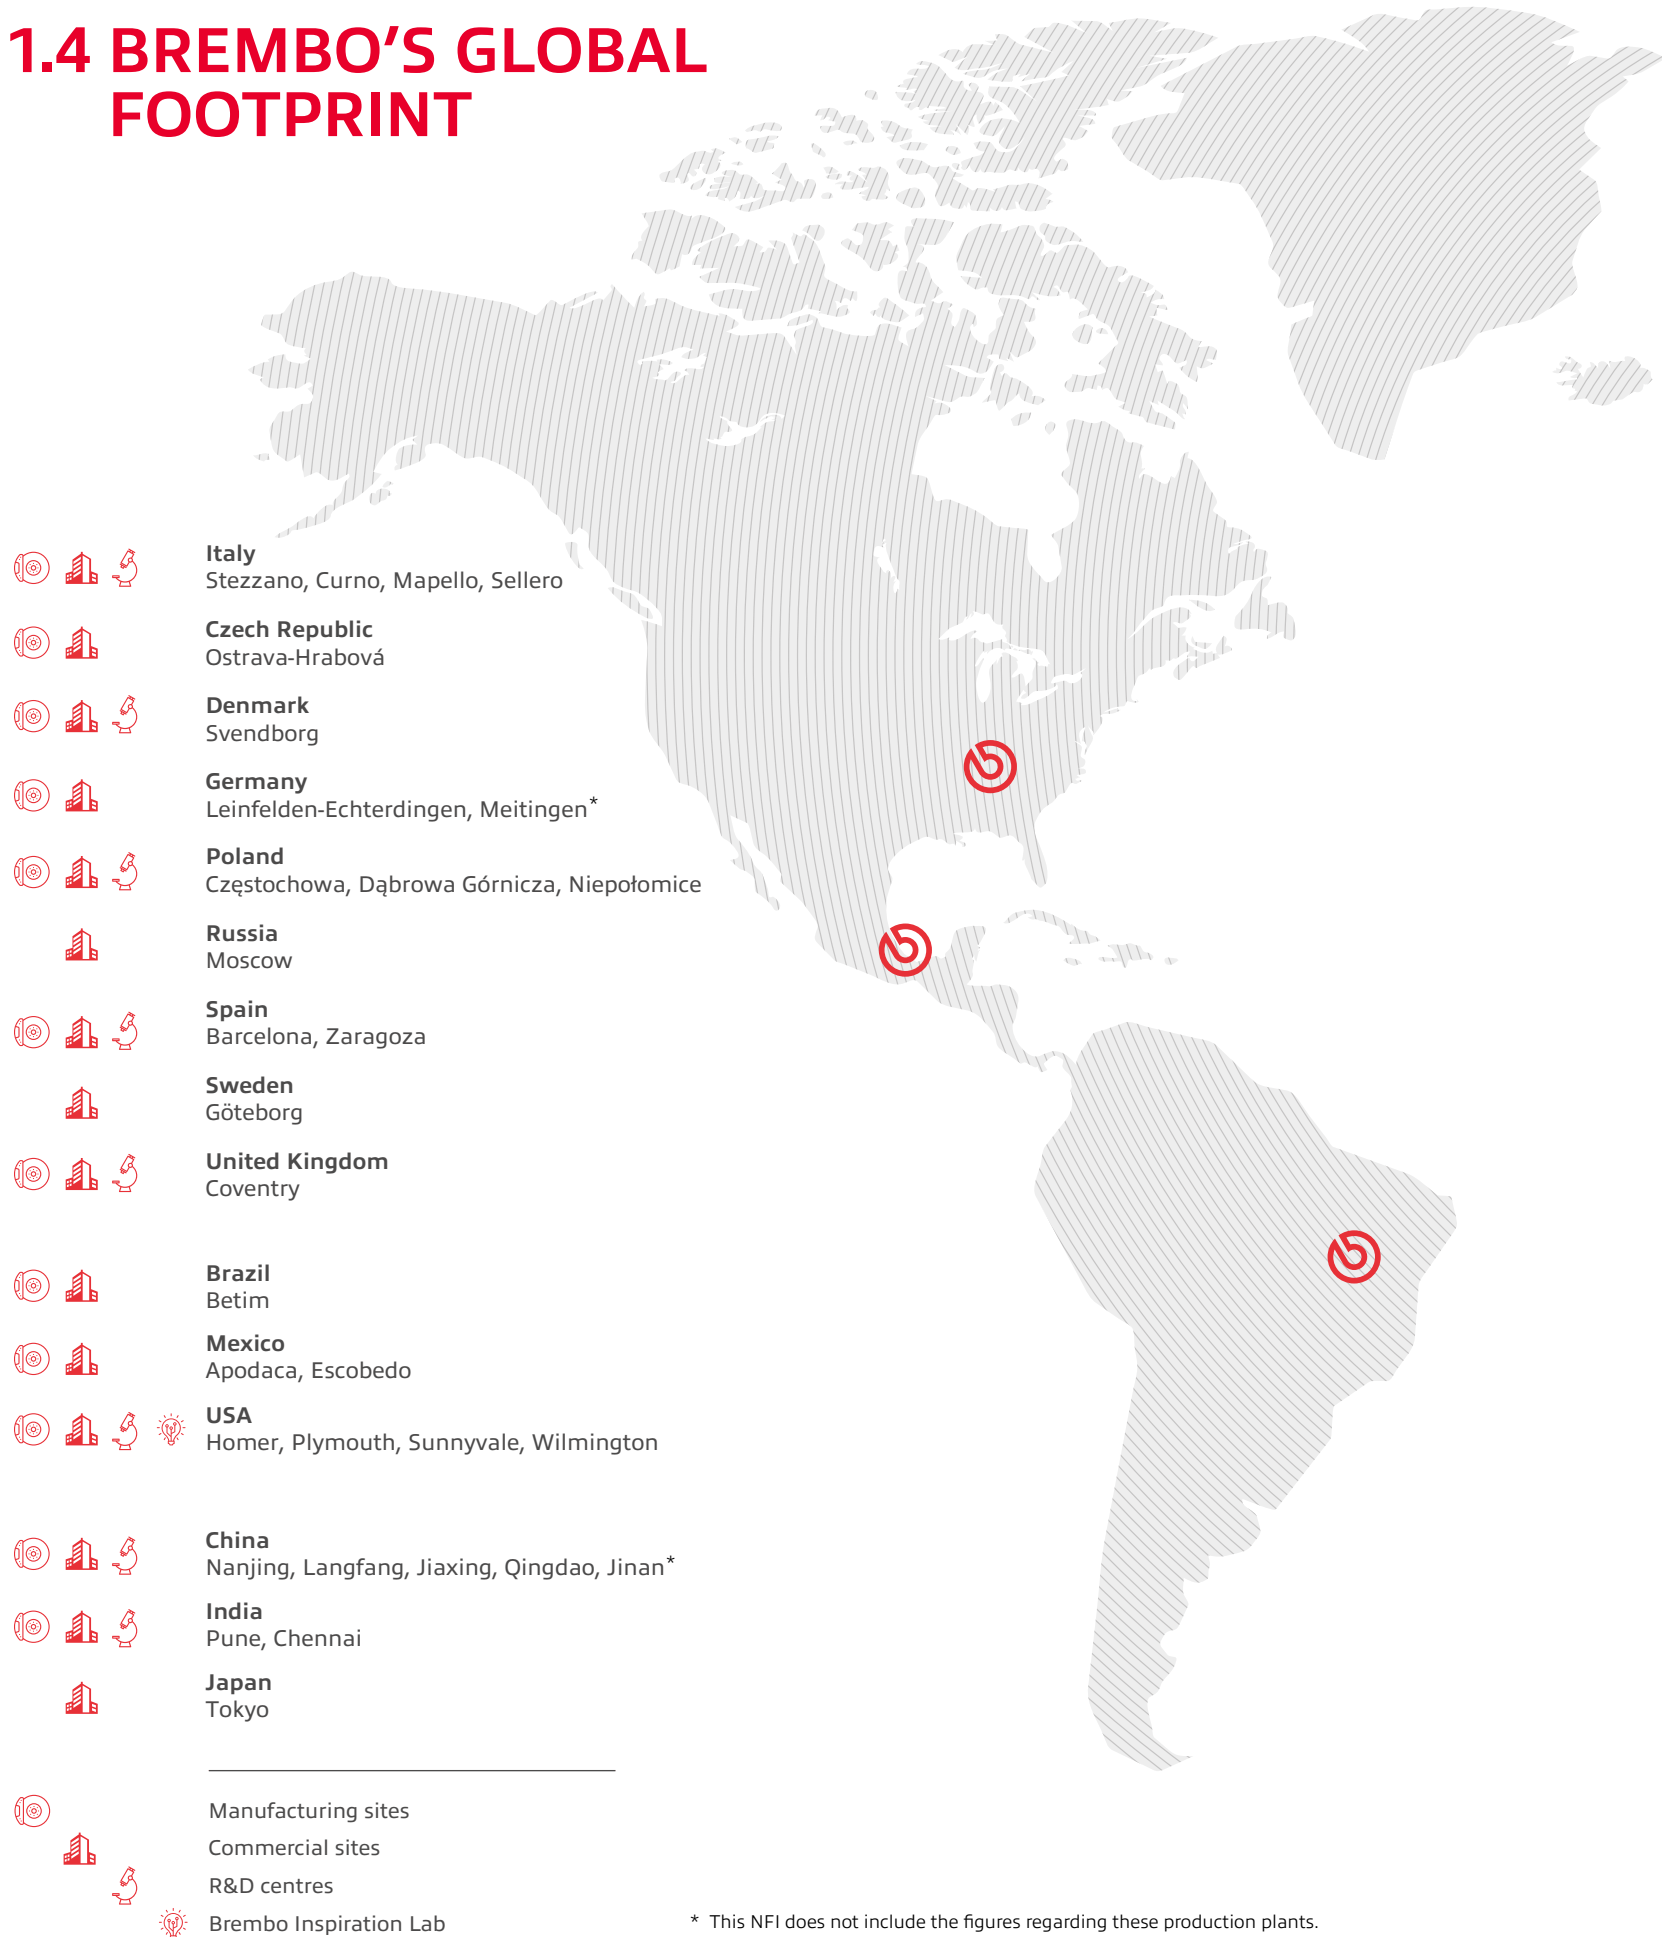 1.4 BREMBO’S GLOBAL
FOOTPRINT
Italy
Stezzano, Curno, Mapello, Sellero
Czech Republic
Ostrava-Hrabová
Denmark
Svendborg
Germany
Leinfelden-Echterdingen, Meitingen*
Poland
Częstochowa, Dąbrowa Górnicza, Niepołomice
Russia
Moscow
Spain
Barcelona, Zaragoza
Sweden
Göteborg
United Kingdom
Coventry
Brazil
Betim
Mexico
Apodaca, Escobedo
USA
Homer, Plymouth, Sunnyvale, Wilmington
China
Nanjing, Langfang, Jiaxing, Qingdao, Jinan*
India
Pune, Chennai
Japan
Tokyo
Manufacturing sites
Commercial sites
R&D centres
Brembo Inspiration Lab
* This NFI does not include the figures regarding these production plants.